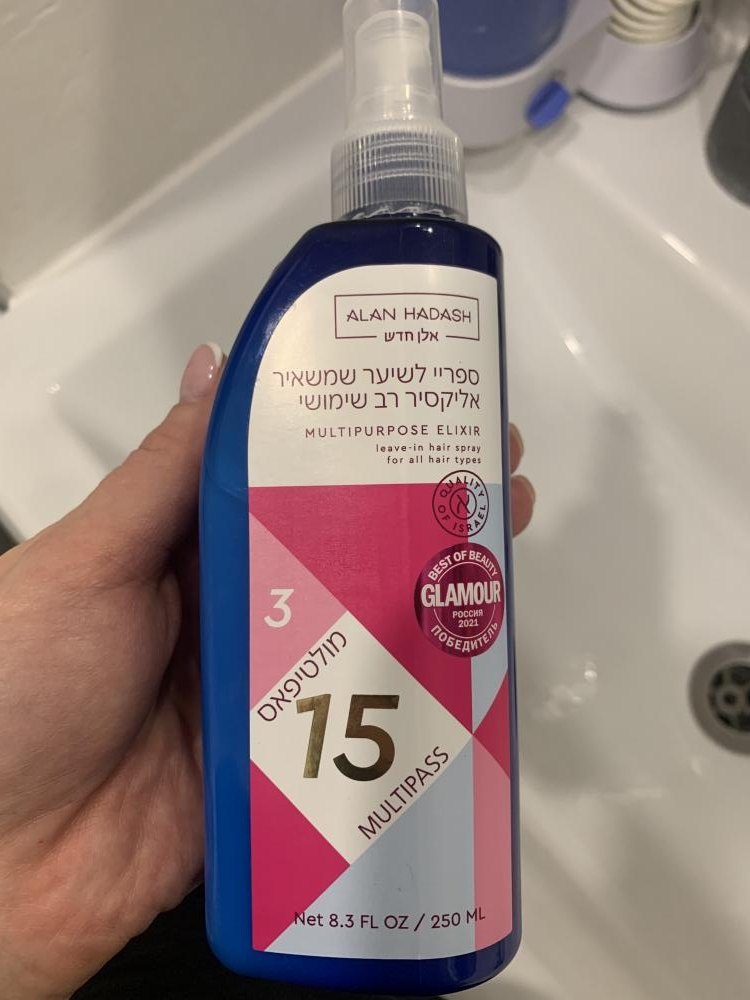 ALAN HADASH
אלן חדש
ספריי לשיער שמשאיר
אליקסיר רב שימושי
MULTIPURPOSE ELIXIR
leave-in hair spray
for all hair types
QUALITY OF ISRAEL
א
BEST OF BEAUTY
GLAMOUR
РОССИЯ
2021
ПОБЕДИТЕЛЬ
3
מולטיפאס
15
MULTIPASS
Net 8.3 FL OZ / 250 ML